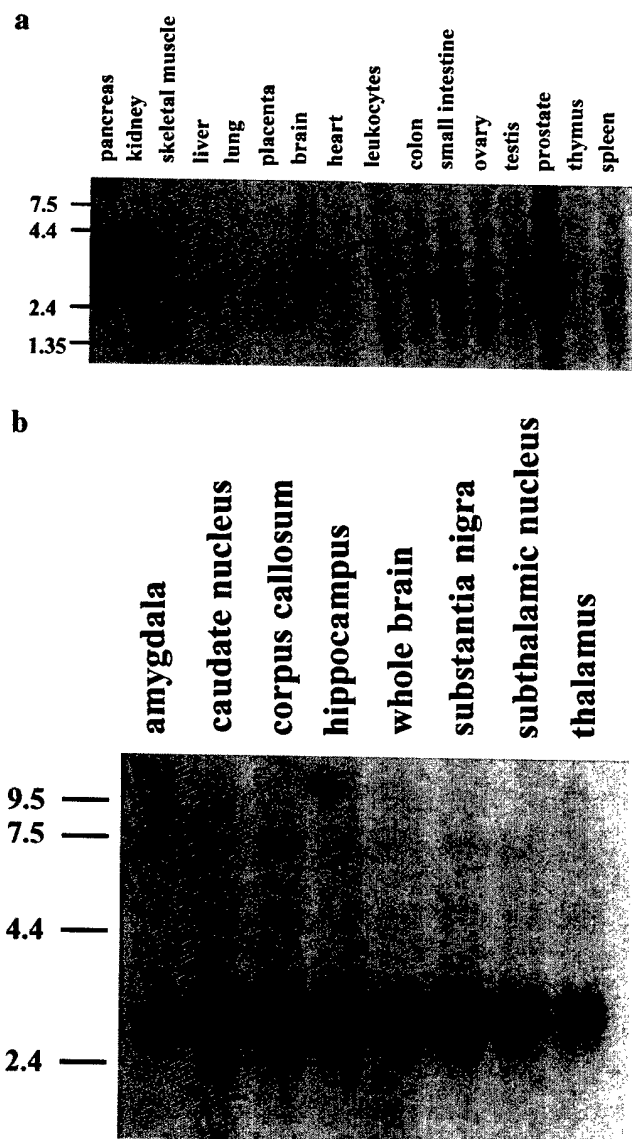 a
pancreas
kidney
skeletal muscle
liver
lung
placenta
brain
heart
leukocytes
colon
small intestine
ovary
testis
prostate
thymus
spleen
7.5
4.4
2.4
1.35
b
amygdala
caudate nucleus
corpus callosum
hippocampus
whole brain
substantia nigra
subthalamic nucleus
thalamus
9.5
7.5
4.4
2.4